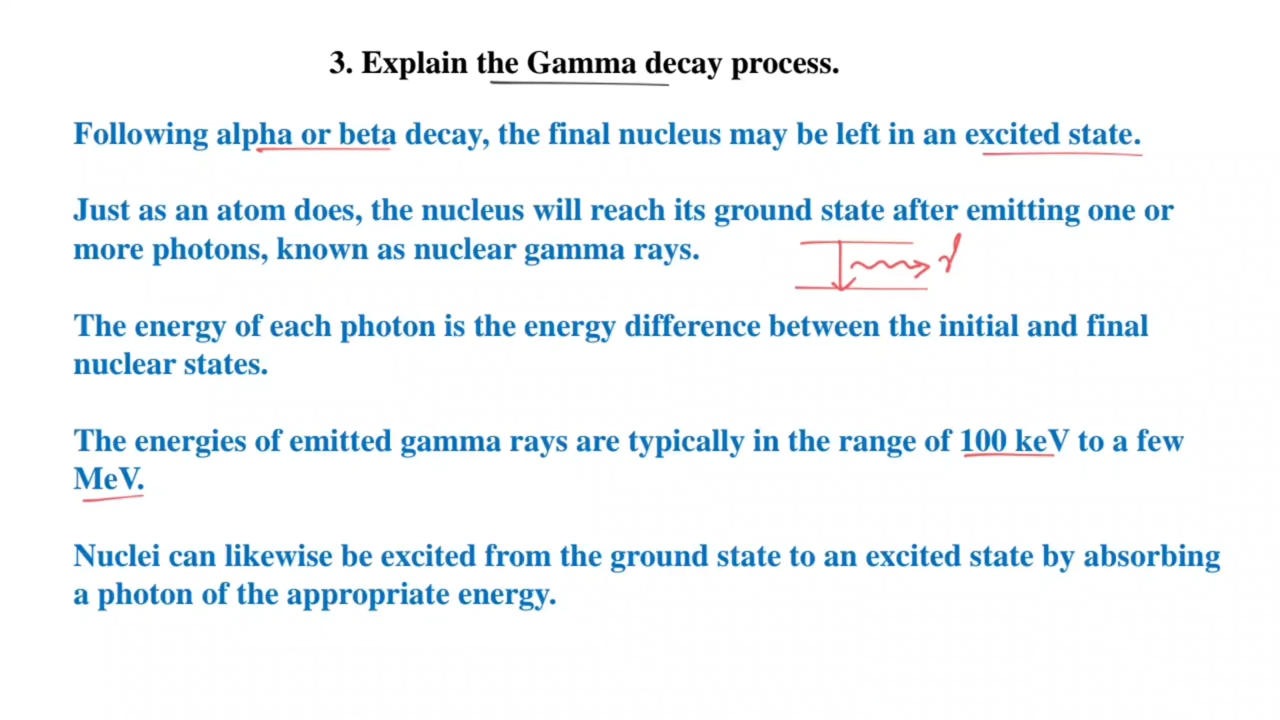 3. Explain the Gamma decay process.
Following alpha or beta decay, the final nucleus may be left in an excited state.
Just as an atom does, the nucleus will reach its ground state after emitting one or
more photons, known as nuclear gamma rays.
γ
The energy of each photon is the energy difference between the initial and final
nuclear states.
The energies of emitted gamma rays are typically in the range of 100 keV to a few
MeV.
Nuclei can likewise be excited from the ground state to an excited state by absorbing
a photon of the appropriate energy.